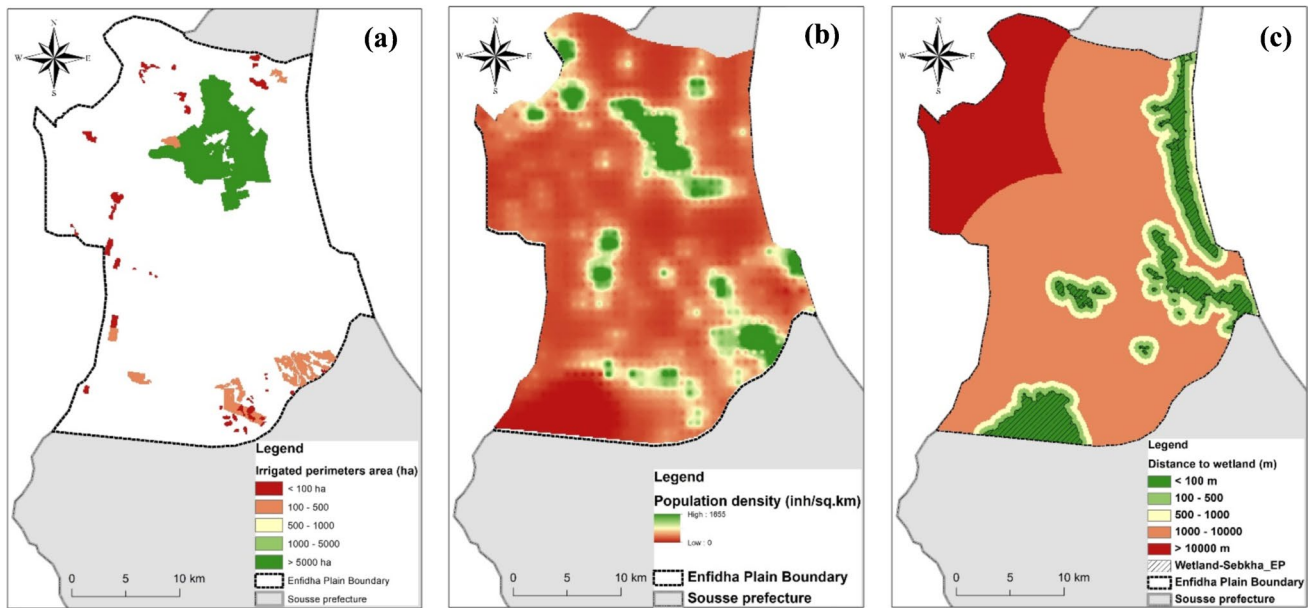 (a)
N
W E
S
Legend
Irrigated perimeters area (ha)
< 100 ha
100 - 500
500 - 1000
1000 - 5000
> 5000 ha
Enfidha Plain Boundary
Sousse prefecture
0 5 10 km
(b)
N
W E
S
Legend
Population density (inh/sq.km)
High : 1655
Low : 0
Enfidha Plain Boundary
Sousse prefecture
0 5 10 km
(c)
N
W E
S
Legend
Distance to wetland (m)
< 100 m
100 - 500
500 - 1000
1000 - 10000
> 10000 m
Wetland-Sebkha_EP
Enfidha Plain Boundary
Sousse prefecture
0 5 10 km